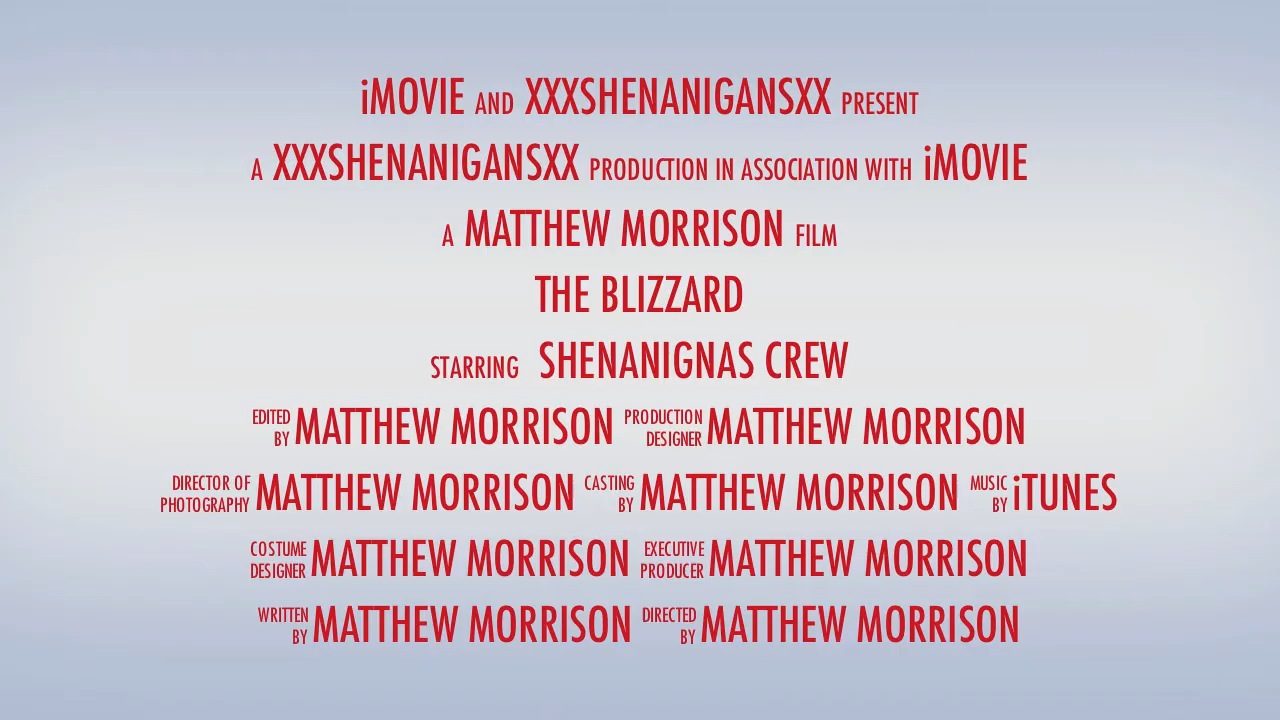 iMOVIE AND XXXSHENANIGANSXX PRESENT
A XXXSHENANIGANSXX PRODUCTION IN ASSOCIATION WITH iMOVIE
A MATTHEW MORRISON FILM
THE BLIZZARD
STARRING SHENANIGNAS CREW
EDITED BY MATTHEW MORRISON PRODUCTION DESIGNER MATTHEW MORRISON
DIRECTOR OF PHOTOGRAPHY MATTHEW MORRISON CASTING BY MATTHEW MORRISON MUSIC BY iTUNES
COSTUME DESIGNER MATTHEW MORRISON EXECUTIVE PRODUCER MATTHEW MORRISON
WRITTEN BY MATTHEW MORRISON DIRECTED BY MATTHEW MORRISON